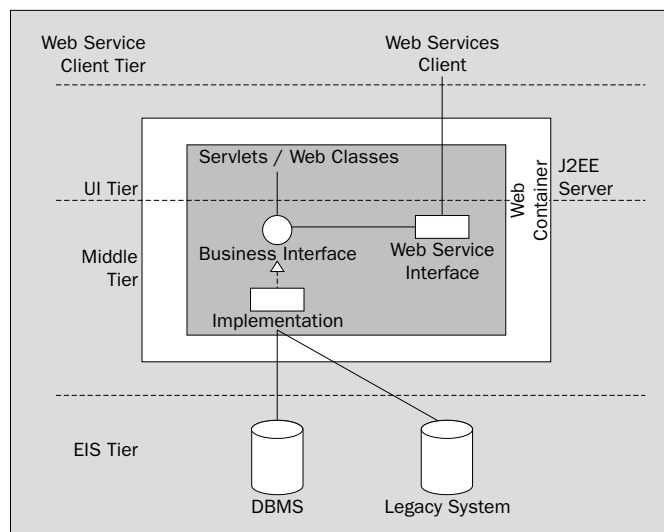 Web Service
Client Tier
Web Services
Client
Servlets / Web Classes
UI Tier
Web
Container
J2EE
Server
Middle
Tier
Business Interface
Web Service
Interface
Implementation
EIS Tier
DBMS
Legacy System